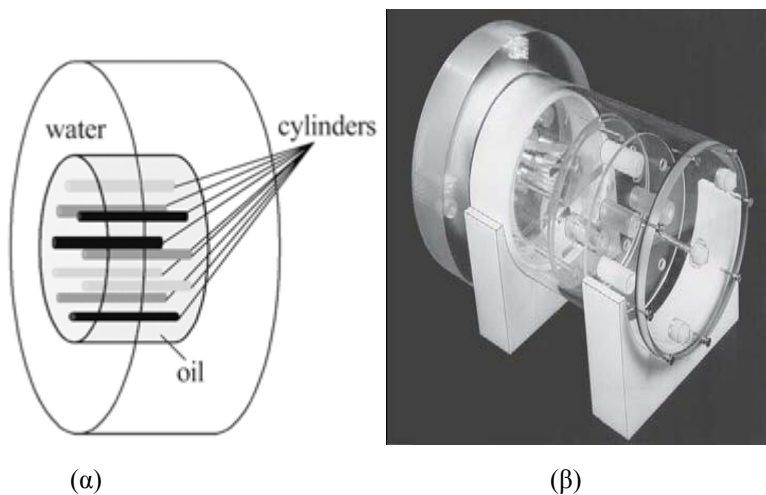 water
cylinders
oil
(α)
(β)